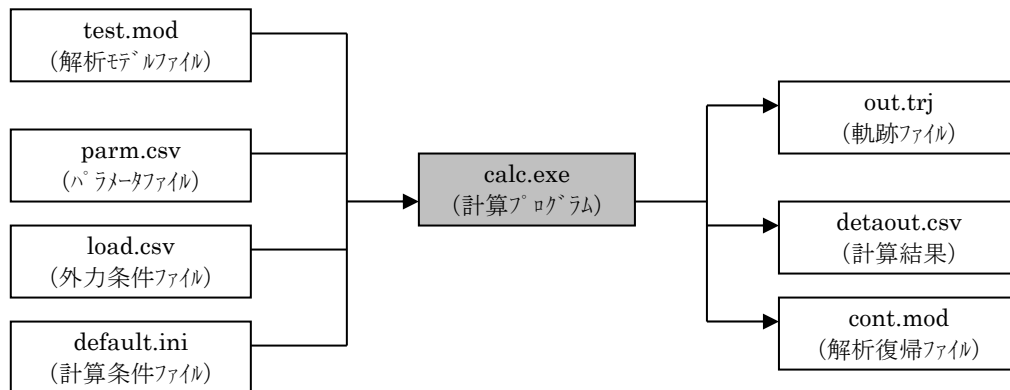 test.mod
(解析ﾓﾃﾞﾙﾌｧｲﾙ)
parm.csv
(ﾊﾟﾗﾒｰﾀﾌｧｲﾙ)
load.csv
(外力条件ﾌｧｲﾙ)
default.ini
(計算条件ﾌｧｲﾙ)
calc.exe
(計算ﾌﾟﾛｸﾞﾗﾑ)
out.trj
(軌跡ﾌｧｲﾙ)
detaout.csv
(計算結果)
cont.mod
(解析復帰ﾌｧｲﾙ)